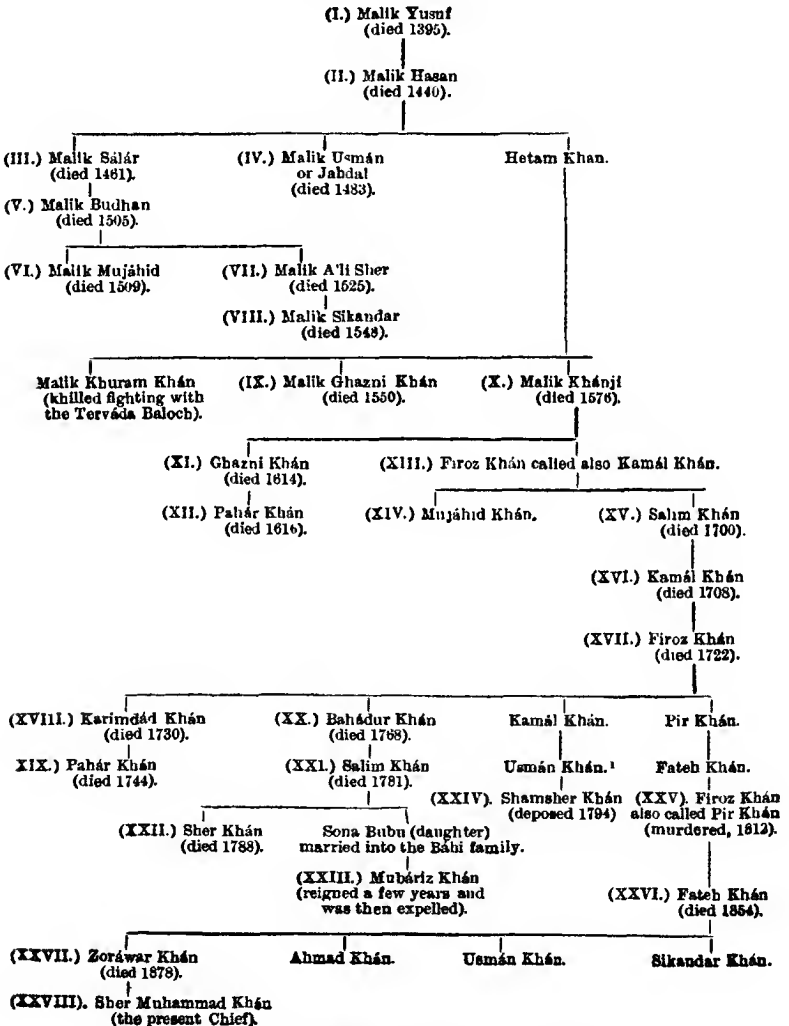 (I.) Malik Yusuf
(died 1395).
(II.) Malik Hasan
(died 1440).
(III.) Malik Sálár (IV.) Malik Usmán Hetam Khan.
(died 1461). or Jabdal
(died 1483).
(V.) Malik Budhan
(died 1505).
(VI.) Malik Mujáhid (VII.) Malik A'li Sher
(died 1509). (died 1525).
(VIII.) Malik Sikandar
(died 1548).
Malik Khuram Khán (IX.) Malik Ghazni Khán (X.) Malik Khánji
(khilled fighting with (died 1550). (died 1576).
the Terváda Baloch).
(XI.) Ghazni Khán (XIII.) Firoz Khán called also Kamál Khán.
(died 1614).
(XII.) Pahár Khán (XIV.) Mujáhid Khán. (XV.) Salim Khán
(died 1616). (died 1700).
(XVI.) Kamál Khán
(died 1708).
(XVII.) Firoz Khán
(died 1722).
(XVIII.) Karimdád Khán (XX.) Bahádur Khán Kamál Khán. Pir Khán.
(died 1730). (died 1768).
XIX.) Pahár Khán (XXI.) Salim Khán Usmán Khán.¹ Fateh Khán.
(died 1744). (died 1781).
(XXIV). Shamsher Khán (XXV). Firoz Khán
(XXII.) Sher Khán Sona Bubu (daughter) (deposed 1794) also called Pir Khán
(died 1788). married into the Bábi family. (murdered, 1812).
(XXIII.) Mubáriz Khán (XXVI.) Fateh Khán
(reigned a few years and (died 1854).
was then expelled).
(XXVII.) Zoráwar Khán Ahmad Khán. Usmán Khán. Sikandar Khán.
(died 1878).
(XXVIII). Sher Muhammad Khán
(the present Chief).